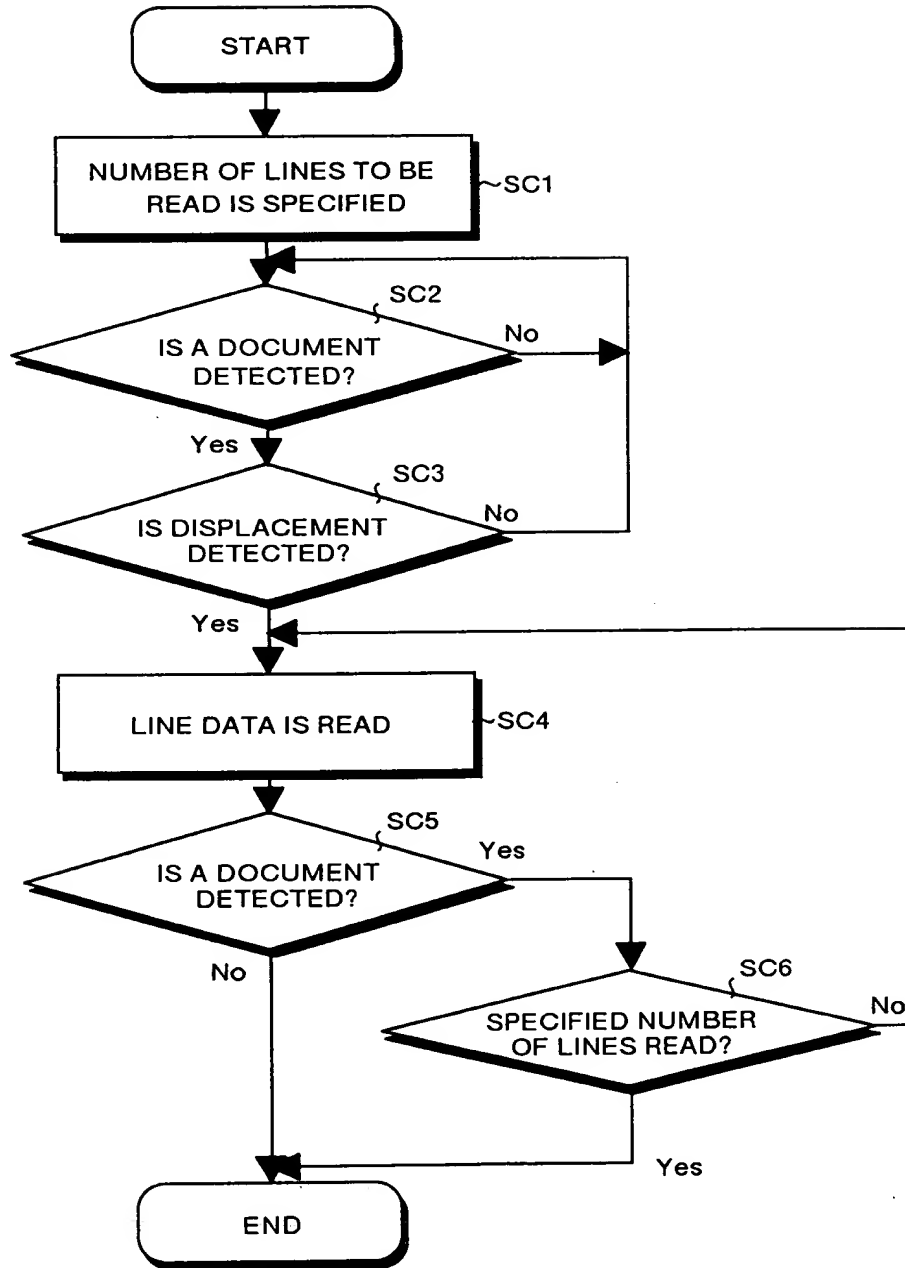 START
NUMBER OF LINES TO BE
READ IS SPECIFIED
SC1
SC2
IS A DOCUMENT
DETECTED?
No
Yes
SC3
IS DISPLACEMENT
DETECTED?
No
Yes
LINE DATA IS READ
SC4
SC5
IS A DOCUMENT
DETECTED?
Yes
No
SC6
SPECIFIED NUMBER
OF LINES READ?
No
Yes
END